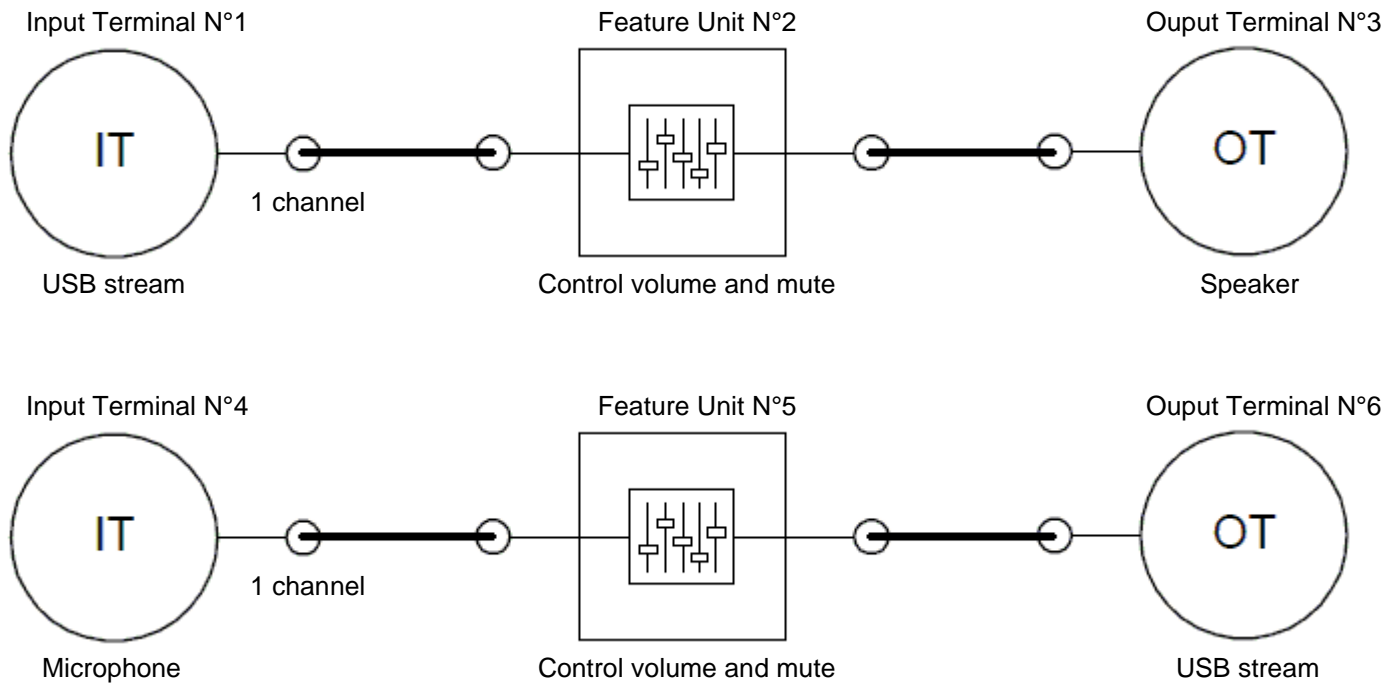 Input Terminal N°1
Feature Unit N°2
Ouput Terminal N°3
IT
OT
1 channel
USB stream
Control volume and mute
Speaker
Input Terminal N°4
Feature Unit N°5
Ouput Terminal N°6
IT
OT
1 channel
Microphone
Control volume and mute
USB stream